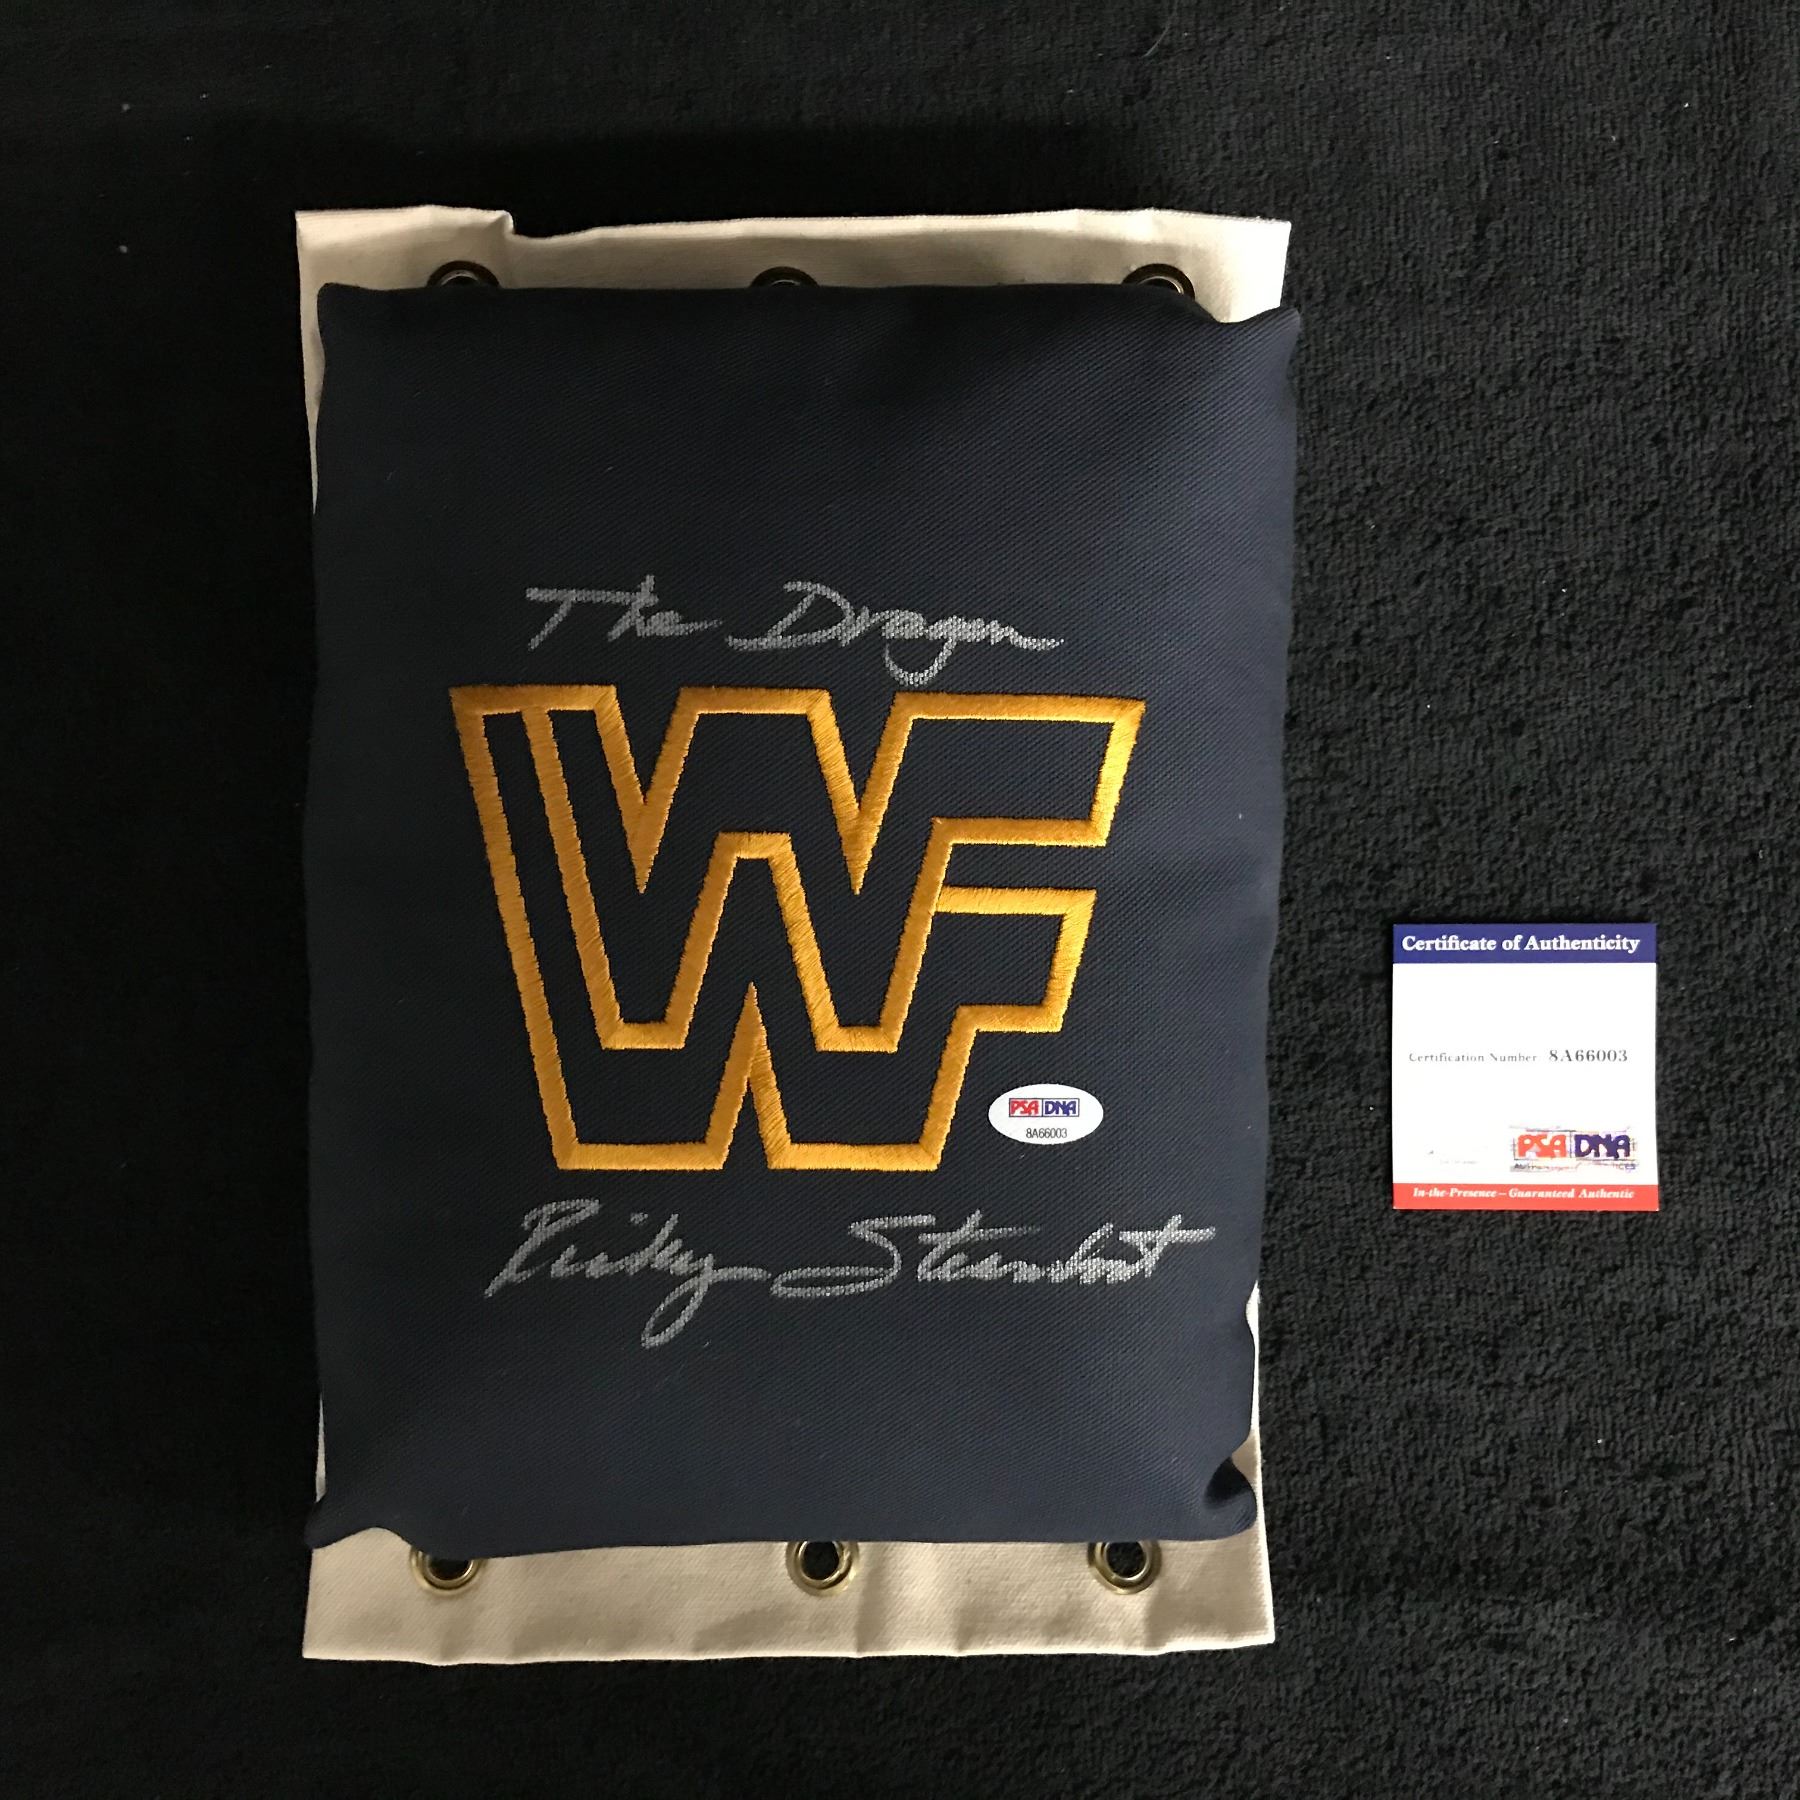 The Dragon
WF
PSA DNA
8A66003
Ricky Steamboat
Certificate of Authenticity
Certification Number 8A66003
PSA DNA
In-the-Presence – Guaranteed Authentic